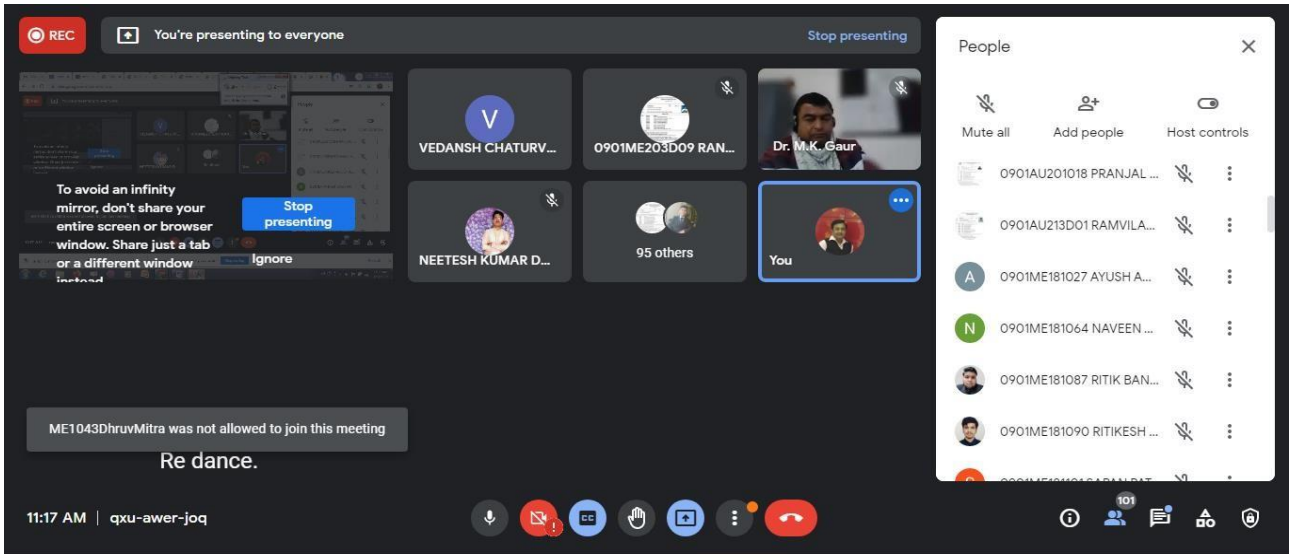 REC
You're presenting to everyone
Stop presenting
To avoid an infinity
mirror, don't share your
entire screen or browser
window. Share just a tab
or a different window
instead
Stop
presenting
Ignore
V
VEDANSH CHATURV...
0901ME203D09 RAN...
Dr. M.K. Gaur
NEETESH KUMAR D...
95 others
You
People
Mute all
Add people
Host controls
0901AU201018 PRANJAL ...
0901AU213D01 RAMVILA...
A
0901ME181027 AYUSH A...
N
0901ME181064 NAVEEN ...
0901ME181087 RITIK BAN...
0901ME181090 RITIKESH ...
ME1043DhruvMitra was not allowed to join this meeting
Re dance.
11:17 AM | qxu-awer-joq
CC
101